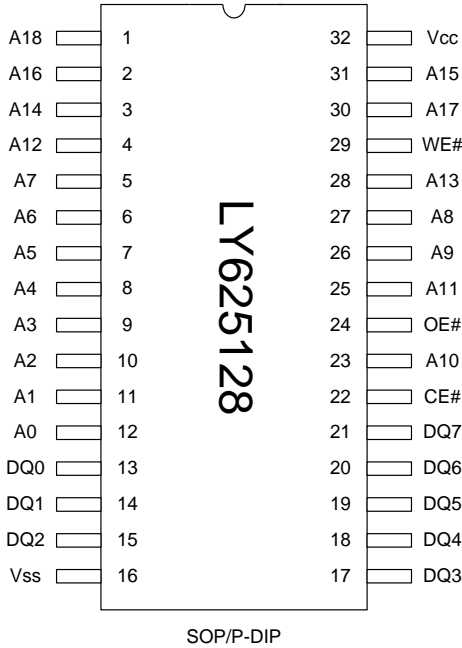 A18 1 32 Vcc
A16 2 31 A15
A14 3 30 A17
A12 4 29 WE#
A7 5 28 A13
A6 6 27 A8
A5 7 26 A9
A4 8 25 A11
A3 9 24 OE#
A2 10 23 A10
A1 11 22 CE#
A0 12 21 DQ7
DQ0 13 20 DQ6
DQ1 14 19 DQ5
DQ2 15 18 DQ4
Vss 16 17 DQ3
LY625128
SOP/P-DIP